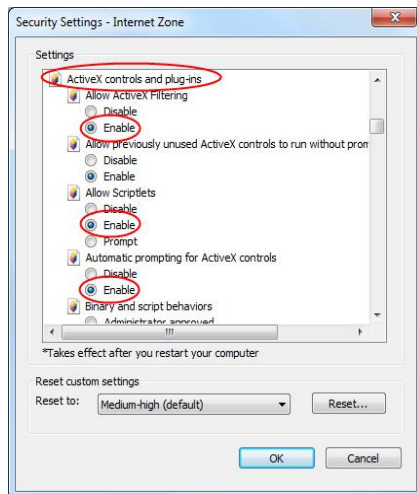 Security Settings - Internet Zone
Settings
ActiveX controls and plug-ins
Allow ActiveX Filtering
Disable
Enable
Allow previously unused ActiveX controls to run without prom
Disable
Enable
Allow Scriptlets
Disable
Enable
Prompt
Automatic prompting for ActiveX controls
Disable
Enable
Binary and script behaviors
Administrator approved
*Takes effect after you restart your computer
Reset custom settings
Reset to: Medium-high (default) Reset...
OK Cancel